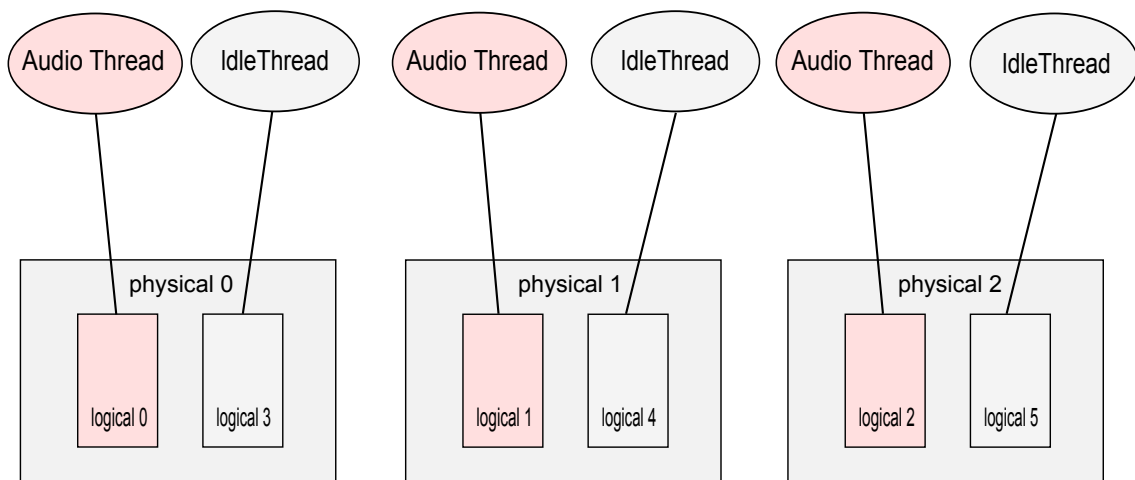 Audio Thread
IdleThread
Audio Thread
IdleThread
Audio Thread
IdleThread
physical 0
physical 1
physical 2
logical 0
logical 3
logical 1
logical 4
logical 2
logical 5